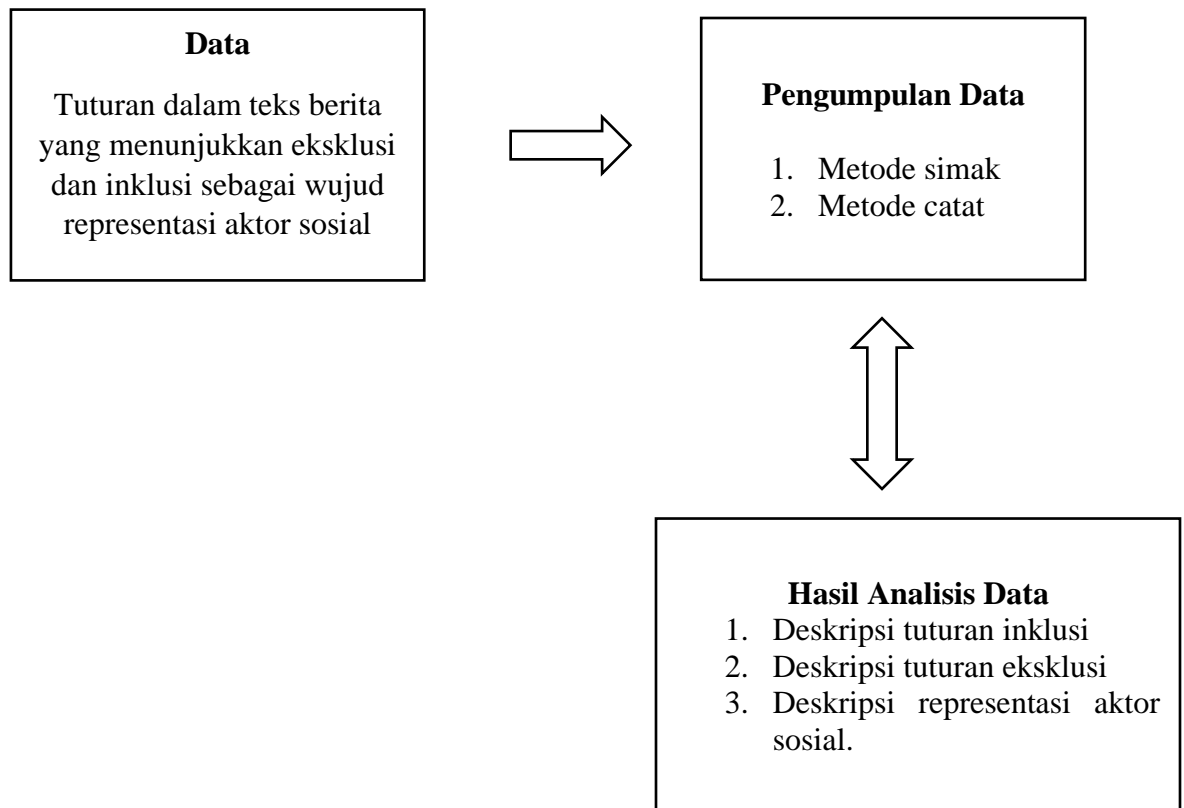 Data
Tuturan dalam teks berita
yang menunjukkan eksklusi
dan inklusi sebagai wujud
representasi aktor sosial
Pengumpulan Data
1. Metode simak
2. Metode catat
Hasil Analisis Data
1. Deskripsi tuturan inklusi
2. Deskripsi tuturan eksklusi
3. Deskripsi representasi aktor
sosial.